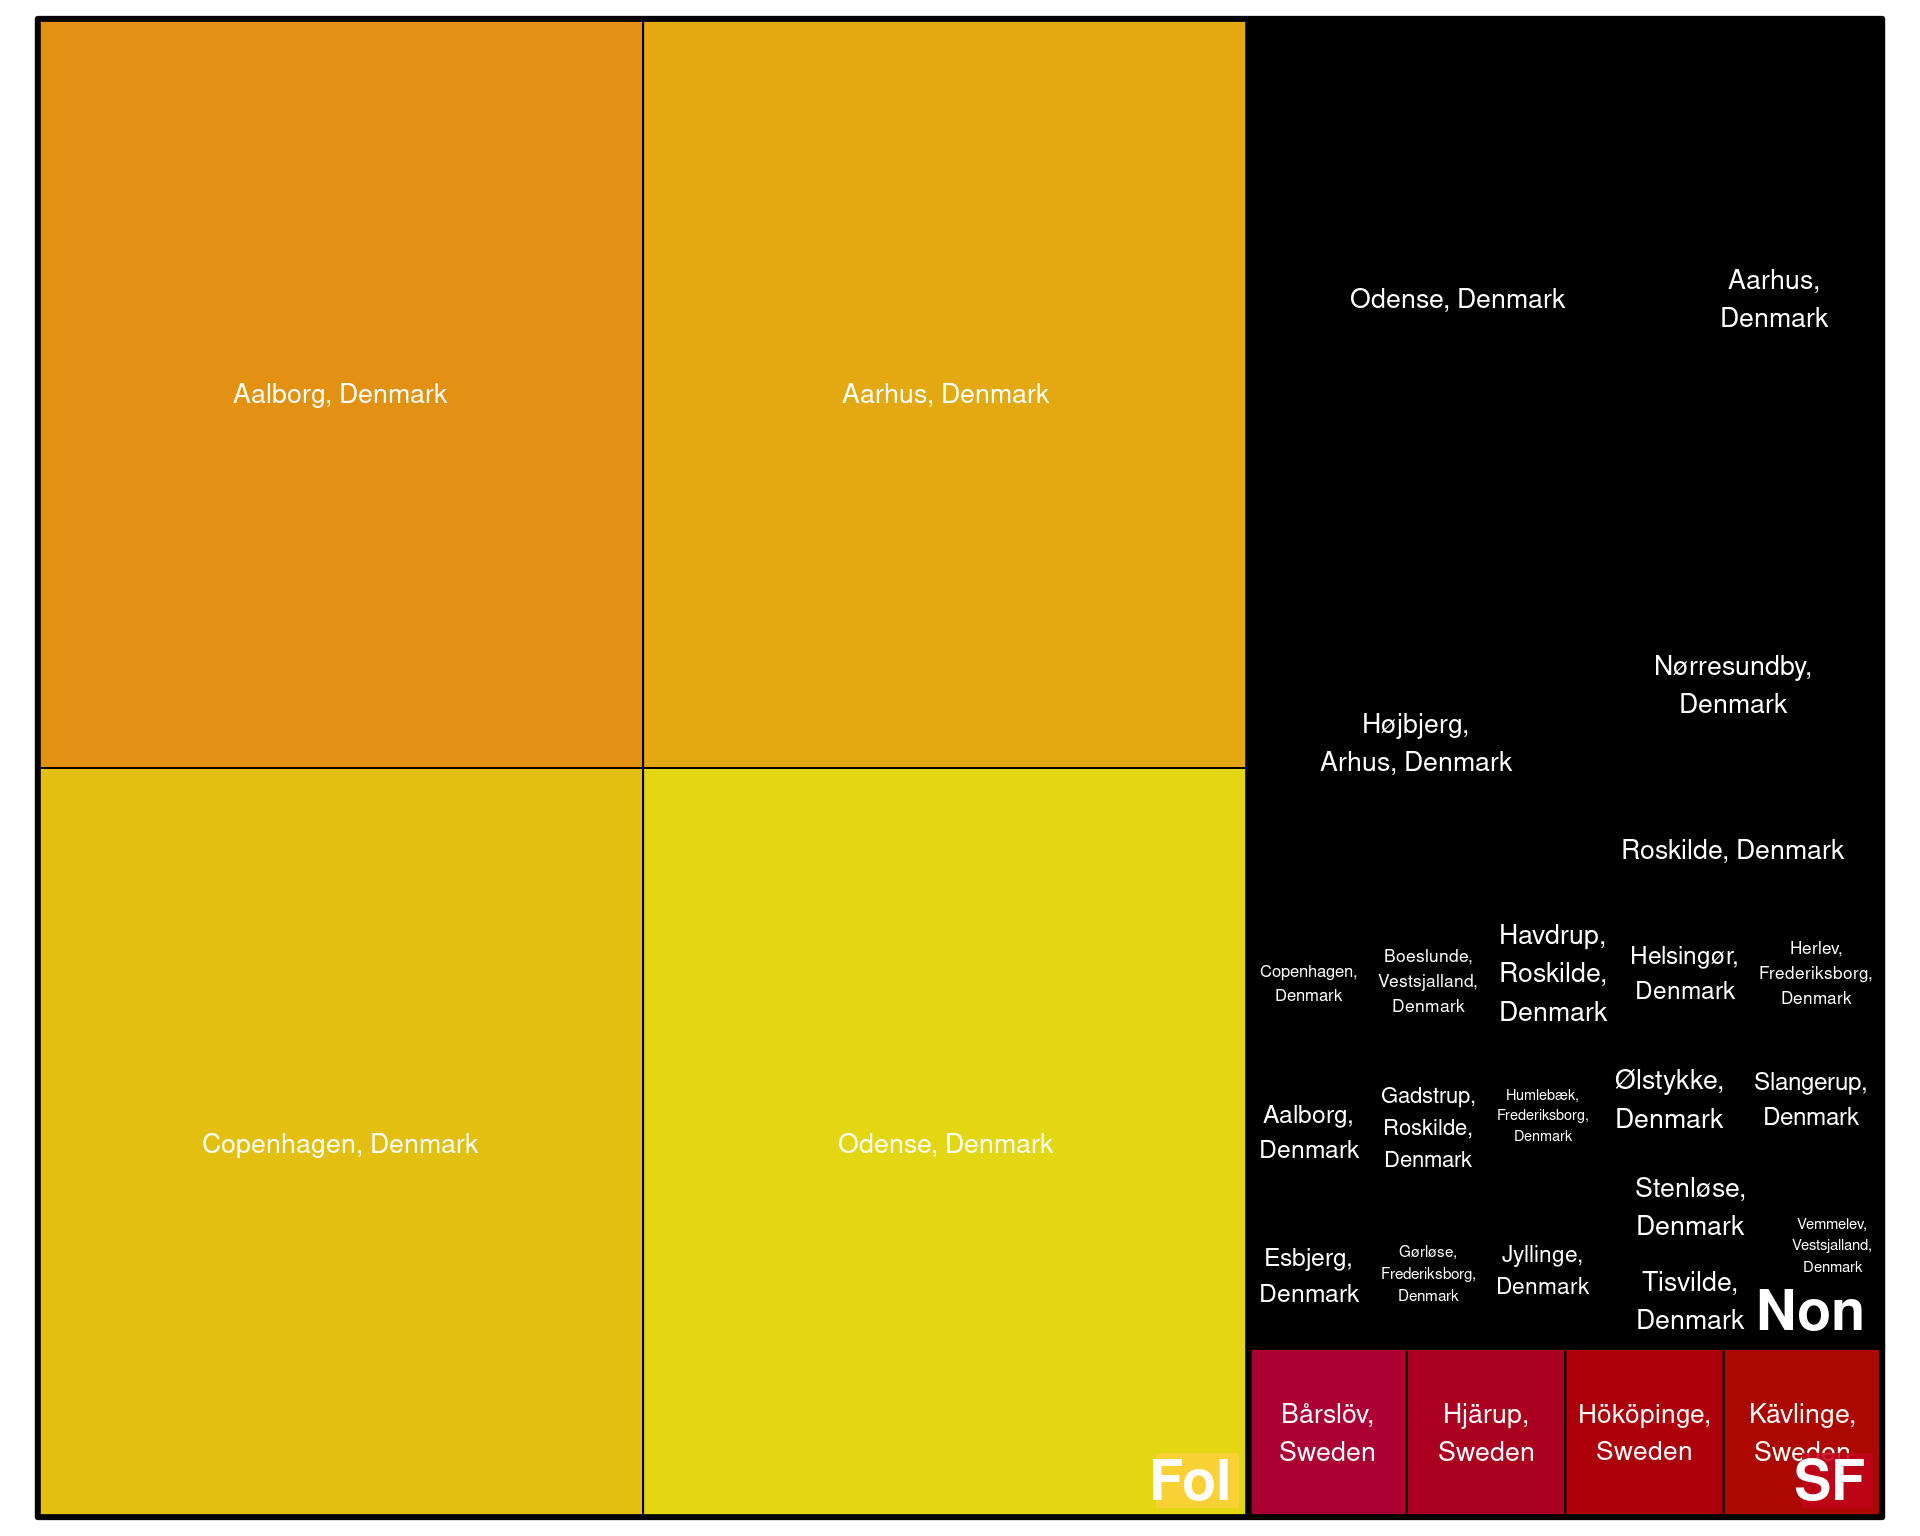 Aalborg, Denmark
Aarhus, Denmark
Copenhagen, Denmark
Odense, Denmark
Fol
Odense, Denmark
Aarhus,
Denmark
Højbjerg,
Arhus, Denmark
Nørresundby,
Denmark
Roskilde, Denmark
Copenhagen,
Denmark
Boeslunde,
Vestsjalland,
Denmark
Havdrup,
Roskilde,
Denmark
Helsingør,
Denmark
Herlev,
Frederiksborg,
Denmark
Aalborg,
Denmark
Gadstrup,
Roskilde,
Denmark
Humlebæk,
Frederiksborg,
Denmark
Ølstykke,
Denmark
Slangerup,
Denmark
Esbjerg,
Denmark
Gørløse,
Frederiksborg,
Denmark
Jyllinge,
Denmark
Stenløse,
Denmark
Vemmelev,
Vestsjalland,
Denmark
Tisvilde,
Denmark
Non
Bårslöv,
Sweden
Hjärup,
Sweden
Hököpinge,
Sweden
Kävlinge,
Sweden
SF